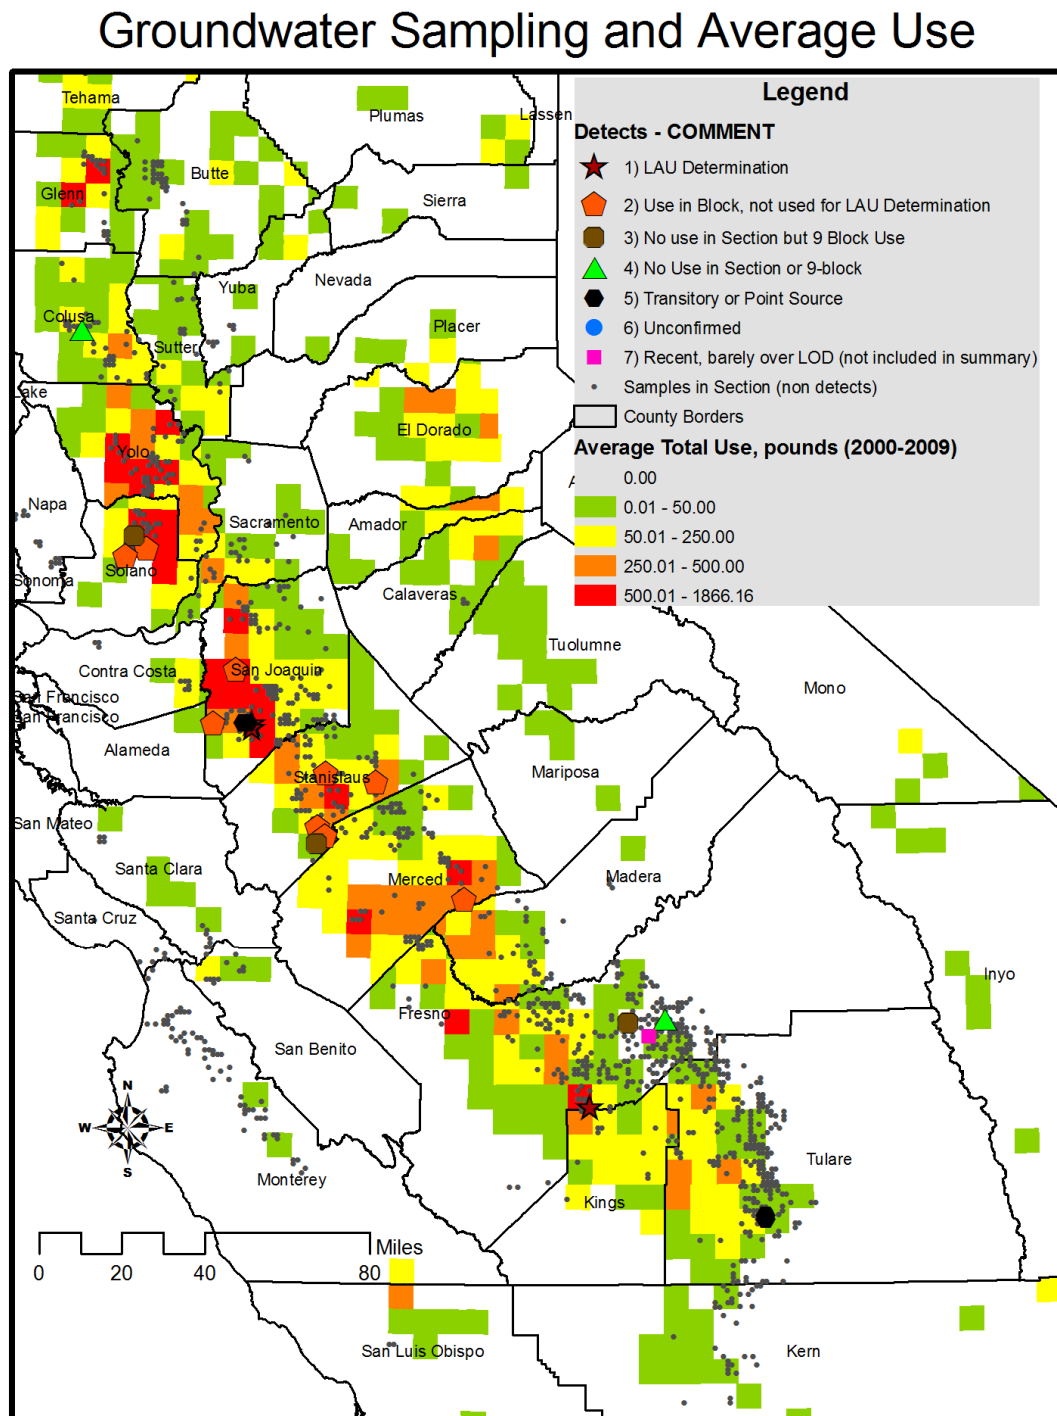 Groundwater Sampling and Average Use
Legend
Detects - COMMENT
1) LAU Determination
2) Use in Block, not used for LAU Determination
3) No use in Section but 9 Block Use
4) No Use in Section or 9-block
5) Transitory or Point Source
6) Unconfirmed
7) Recent, barely over LOD (not included in summary)
Samples in Section (non detects)
County Borders
Average Total Use, pounds (2000-2009)
0.00
0.01 - 50.00
50.01 - 250.00
250.01 - 500.00
500.01 - 1866.16
Tehama
Plumas
Lassen
Butte
Glenn
Sierra
Nevada
Yuba
Colusa
Placer
Sutter
Lake
El Dorado
Yolo
A
Napa
Sacramento
Amador
Solano
Sonoma
Calaveras
Tuolumne
Contra Costa
San Joaquin
Mono
San Francisco
San Francisco
Alameda
Mariposa
Stanislaus
San Mateo
Santa Clara
Merced
Madera
Santa Cruz
Inyo
Fresno
San Benito
N
W
E
S
Tulare
Monterey
Kings
Miles
0 20 40 80
San Luis Obispo
Kern